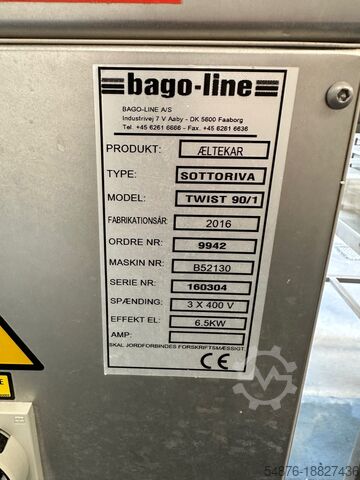 bago-line
BAGO-LINE A/S
Industrivej 7 V Aaby - DK 5600 Faaborg
Tel. +45 6261 6666 - Fax. +45 6261 6636
PRODUKT: ÆLTEKAR
TYPE: SOTTORIVA
MODEL: TWIST 90/1
FABRIKATIONSÅR: 2016
ORDRE NR: 9942
MASKIN NR: B52130
SERIE NR: 160304
SPÆNDING: 3 X 400 V
EFFEKT EL: 6.5KW
AMP:
SKAL JORDFORBINDES FORSKRIFTSMÆSSIGT.
CE
54876-18827436